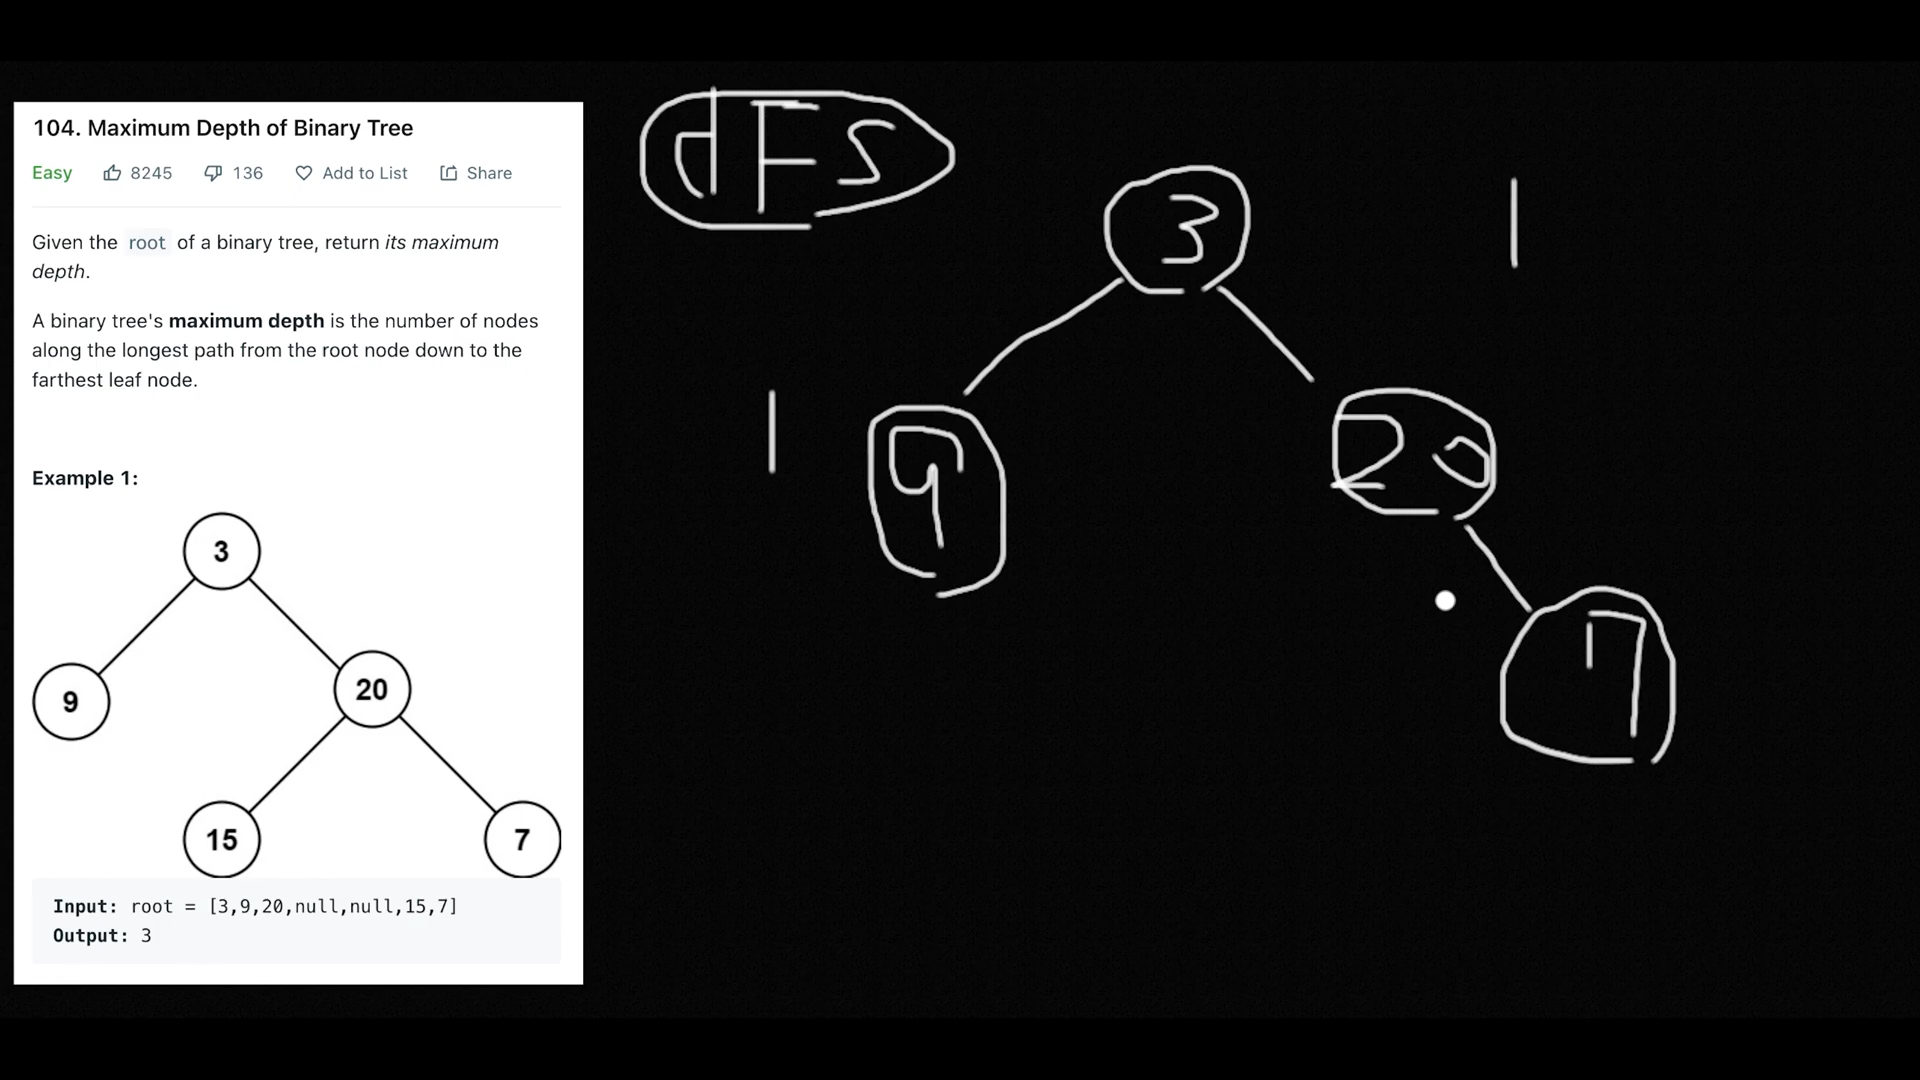 104. Maximum Depth of Binary Tree
Easy 8245 136 Add to List Share
Given the root of a binary tree, return its maximum
depth.
A binary tree's maximum depth is the number of nodes
along the longest path from the root node down to the
farthest leaf node.
Example 1:
3
9
20
15
7
Input: root = [3,9,20,null,null,15,7]
Output: 3
dFS
3
1
1
9
20
17